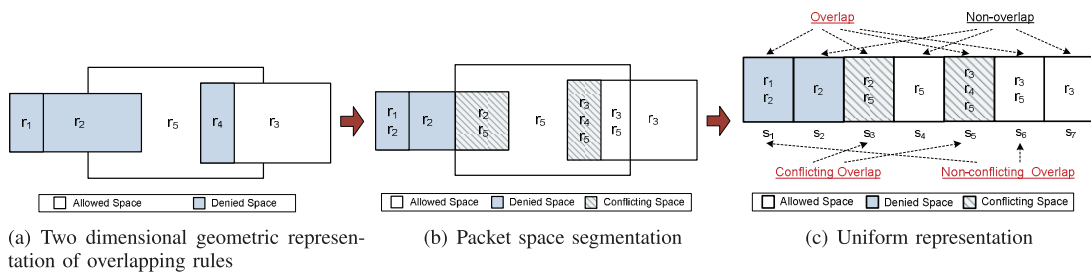 r1
r2
r5
r4
r3
Allowed Space
Denied Space
(a) Two dimensional geometric represen-
tation of overlapping rules
r1
r2
r2
r2
r5
r5
r3
r4
r5
r3
r5
r3
Allowed Space
Denied Space
Conflicting Space
(b) Packet space segmentation
Overlap
Non-overlap
r1
r2
r2
r2
r5
r5
r3
r4
r5
r3
r5
r3
s1
s2
s3
s4
s5
s6
s7
Conflicting Overlap
Non-conflicting Overlap
Allowed Space
Denied Space
Conflicting Space
(c) Uniform representation